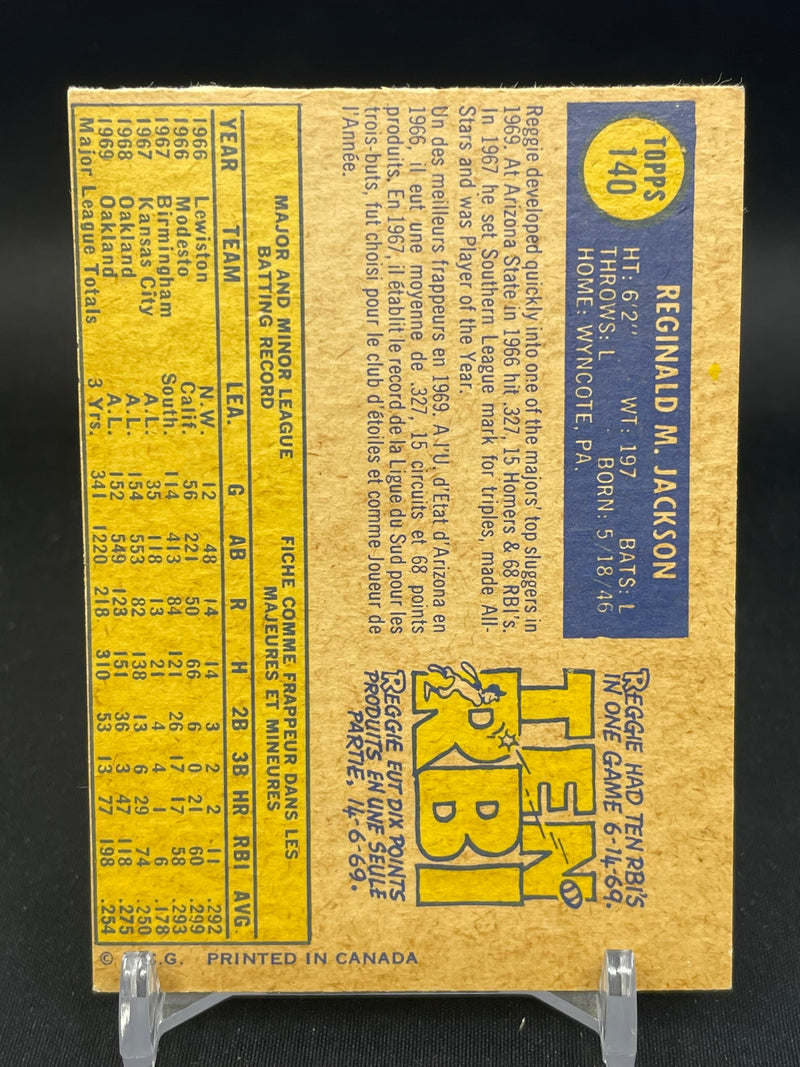 TOPPS
140
REGINALD M. JACKSON
HT: 6'2" WT: 197 BATS: L
THROWS: L BORN: 5/18/46
HOME: WYNCOTE, PA.
Reggie developed quickly into one of the majors' top sluggers in
1969. At Arizona State in 1966 hit .327, 15 Homers & 68 RBI's.
In 1967 he set Southern League mark for triples, made All-
Stars and was Player of the Year.
Un des meilleurs frappeurs en 1969. A l'U. d'Etat d'Arizona en
1966, il eut une moyenne de .327, 15 circuits et 68 points
produits. En 1967, il établit le record de la Ligue du Sud pour les
trois-buts, fut choisi pour le club d'étoiles et comme Joueur de
l'Année.
REGGIE HAD TEN RBI'S
IN ONE GAME 6-14-69.
TEN
RBI
REGGIE EUT DIX POINTS
PRODUITS EN UNE SEULE
PARTIE, 14-6-69.
MAJOR AND MINOR LEAGUE
BATTING RECORD
FICHE COMME FRAPPEUR DANS LES
MAJEURES ET MINEURES
YEAR TEAM LEA. G AB R H 2B 3B HR RBI AVG.
1966 Lewiston N.W. 12 48 14 14 3 2 2 11 .292
1966 Modesto Calif. 56 221 50 66 6 0 21 60 .299
1967 Birmingham South. 114 413 84 121 26 17 17 58 .293
1967 Kansas City A.L. 35 118 13 21 4 4 1 6 .178
1968 Oakland A.L. 154 553 82 138 13 6 29 74 .250
1969 Oakland A.L. 152 549 123 151 36 3 47 118 .275
Major League Totals 3 Yrs. 341 1220 218 310 53 13 77 198 .254
© C.G. PRINTED IN CANADA